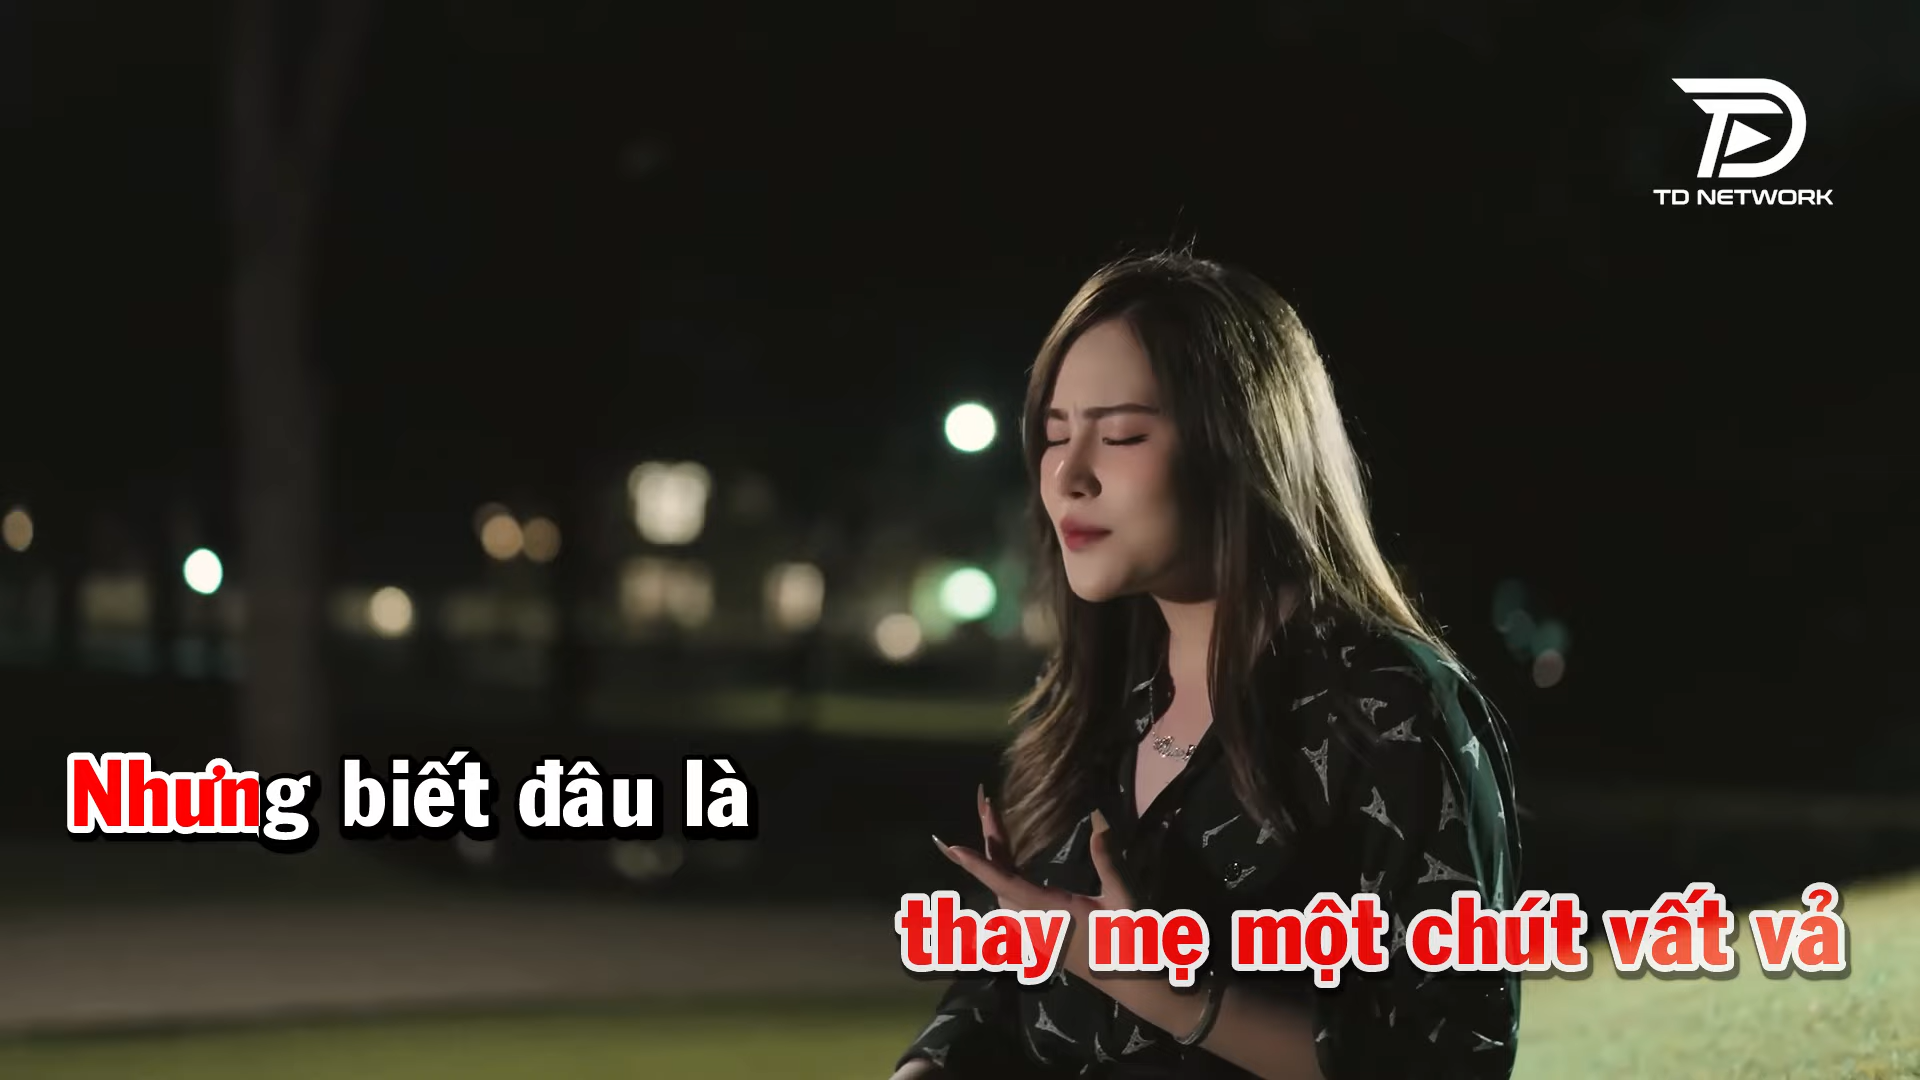 TD NETWORK
Nhưng biết đâu là
thay mẹ một chút vất vả